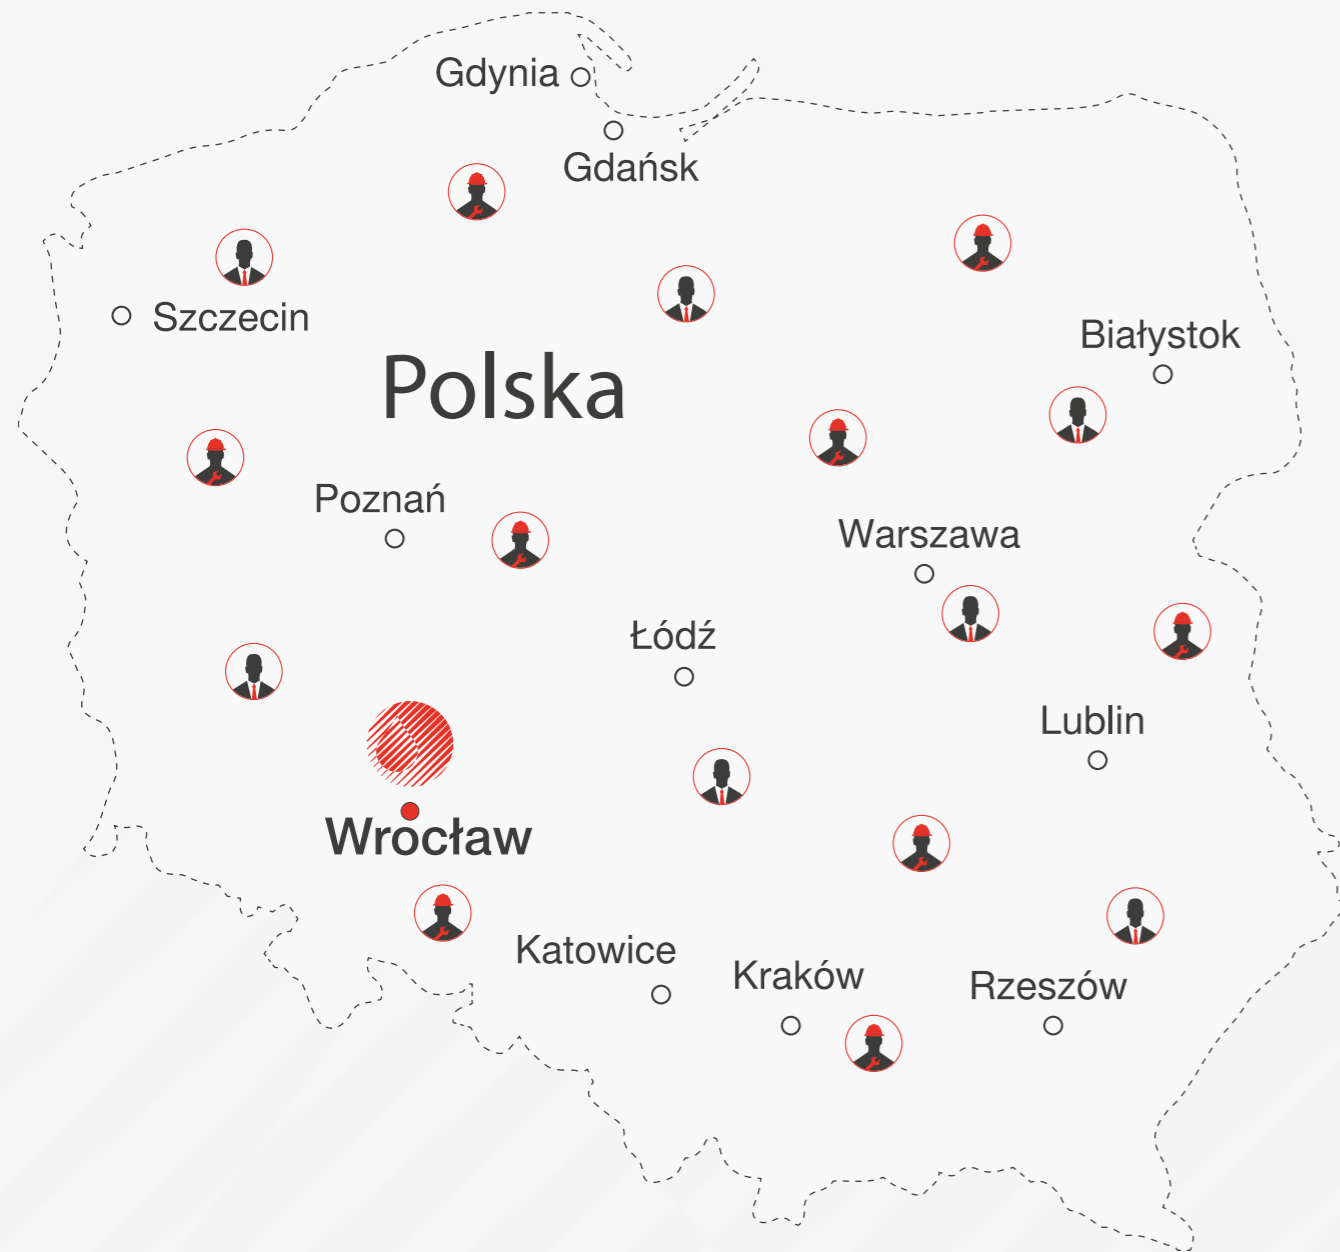 Gdynia
Gdańsk
Szczecin
Białystok
Polska
Poznań
Warszawa
Łódź
Lublin
Wrocław
Katowice
Kraków
Rzeszów